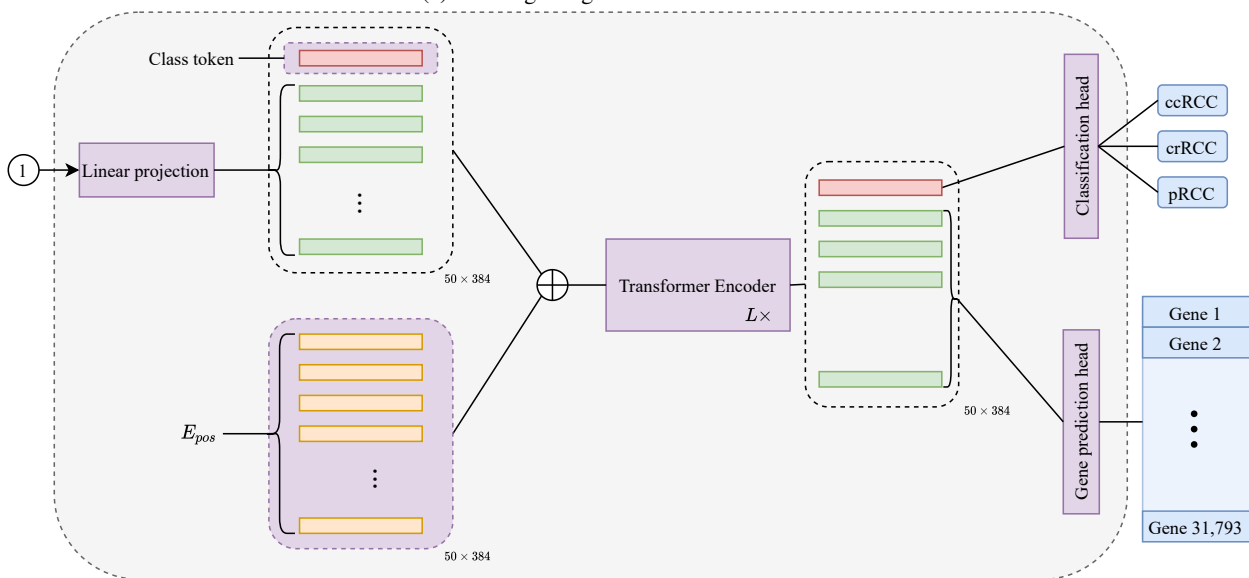 Class token
1
Linear projection
50 × 384
E_pos
50 × 384
Transformer Encoder
L×
50 × 384
Classification head
ccRCC
crRCC
pRCC
Gene prediction head
Gene 1
Gene 2
Gene 31,793